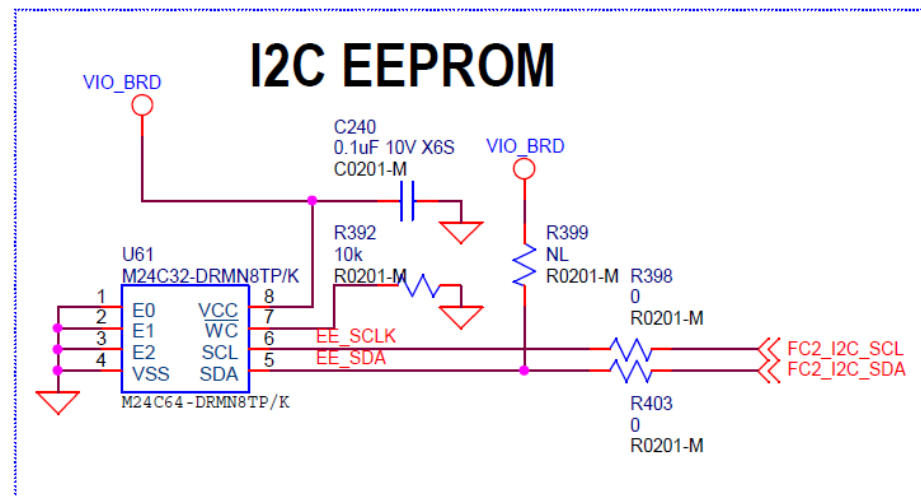 I2C EEPROM
VIO_BRD
C240
0.1uF 10V X6S
C0201-M
VIO_BRD
R392
10k
R0201-M
R399
NL
R0201-M
R398
0
R0201-M
U61
M24C32-DRMN8TP/K
1 E0 VCC 8
2 E1 WC 7
3 E2 SCL 6
4 VSS SDA 5
EE_SCLK
EE_SDA
FC2_I2C_SCL
FC2_I2C_SDA
M24C64-DRMN8TP/K
R403
0
R0201-M